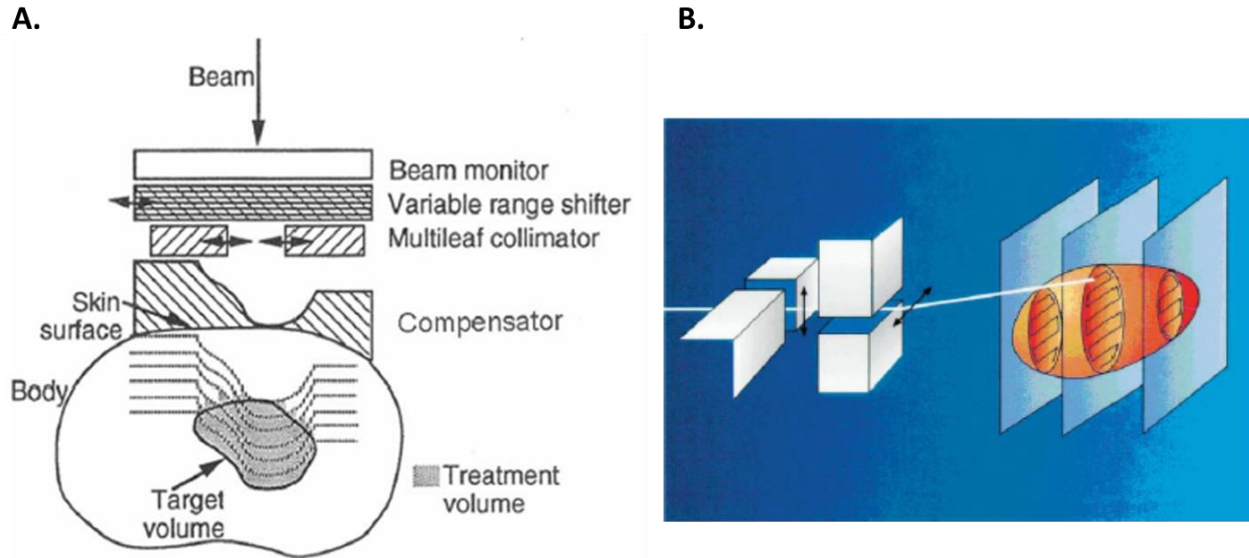 A.
B.
Beam
Beam monitor
Variable range shifter
Multileaf collimator
Skin
surface
Compensator
Body
Target
volume
Treatment
volume